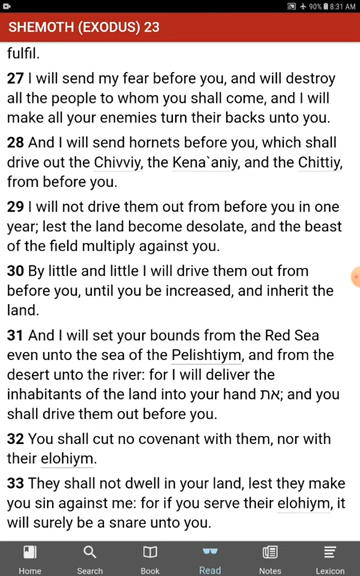 90% 8:31 AM
SHEMOTH (EXODUS) 23
fulfil.
27 I will send my fear before you, and will destroy
all the people to whom you shall come, and I will
make all your enemies turn their backs unto you.
28 And I will send hornets before you, which shall
drive out the Chivviy, the Kena`aniy, and the Chittiy,
from before you.
29 I will not drive them out from before you in one
year; lest the land become desolate, and the beast
of the field multiply against you.
30 By little and little I will drive them out from
before you, until you be increased, and inherit the
land.
31 And I will set your bounds from the Red Sea
even unto the sea of the Pelishtiym, and from the
desert unto the river: for I will deliver the
inhabitants of the land into your hand את; and you
shall drive them out before you.
32 You shall cut no covenant with them, nor with
their elohiym.
33 They shall not dwell in your land, lest they make
you sin against me: for if you serve their elohiym, it
will surely be a snare unto you.
Home Search Book Read Notes Lexicon